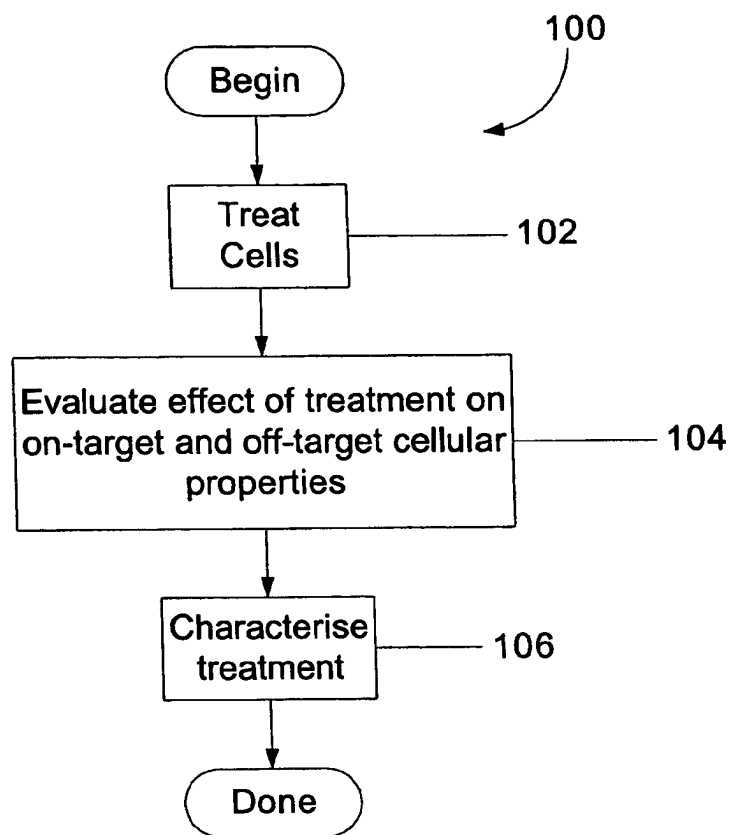 100
Begin
Treat
Cells
102
Evaluate effect of treatment on
on-target and off-target cellular
properties
104
Characterise
treatment
106
Done